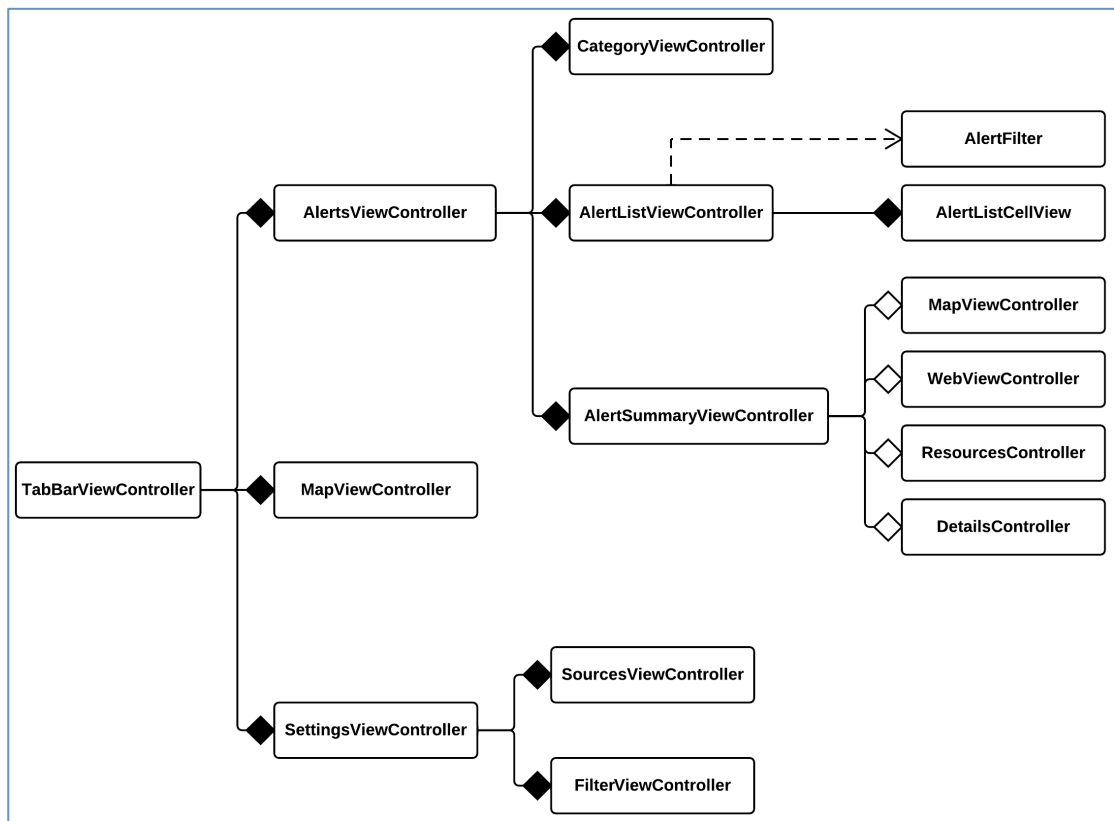 CategoryViewController
AlertFilter
AlertsViewController
AlertListViewController
AlertListCellView
MapViewController
WebViewController
AlertSummaryViewController
ResourcesController
TabBarViewController
MapViewController
DetailsController
SourcesViewController
SettingsViewController
FilterViewController